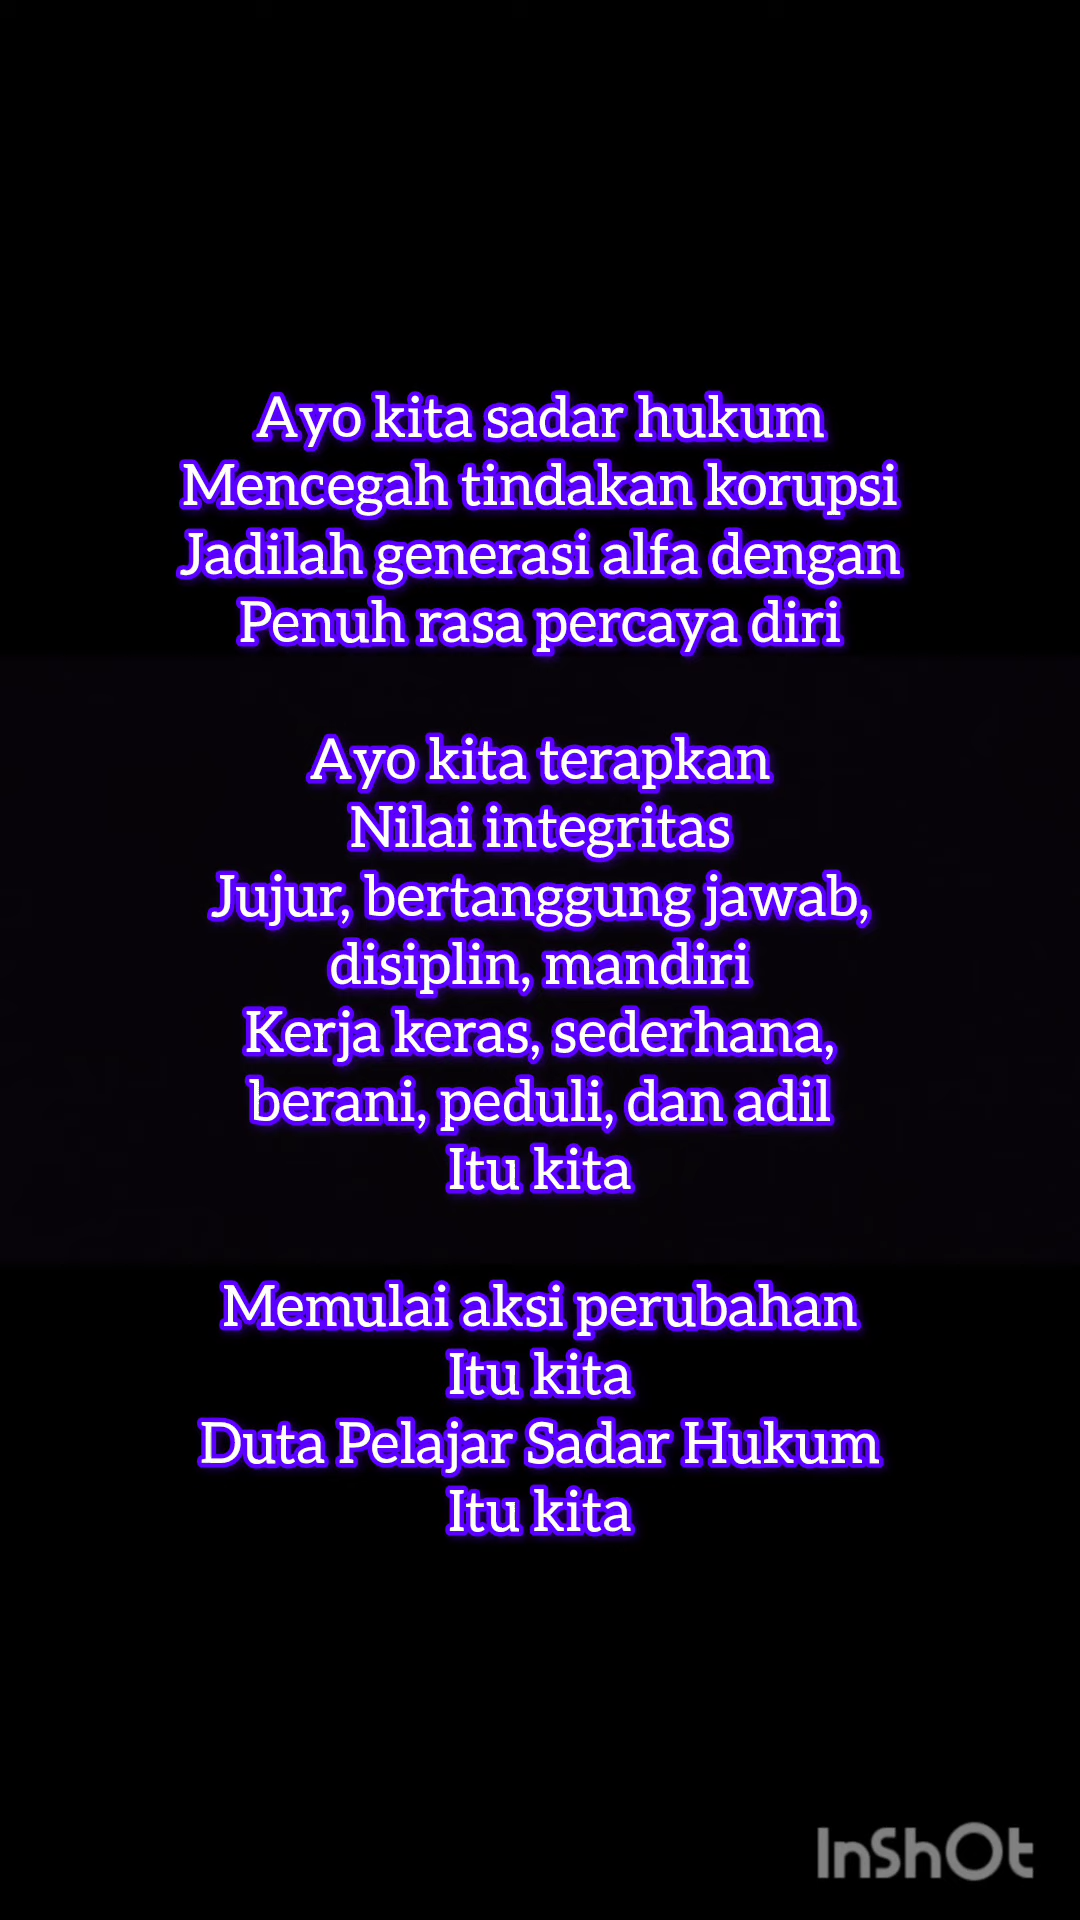 Ayo kita sadar hukum
Mencegah tindakan korupsi
Jadilah generasi alfa dengan
Penuh rasa percaya diri
Ayo kita terapkan
Nilai integritas
Jujur, bertanggung jawab,
disiplin, mandiri
Kerja keras, sederhana,
berani, peduli, dan adil
Itu kita
Memulai aksi perubahan
Itu kita
Duta Pelajar Sadar Hukum
Itu kita
InShOt